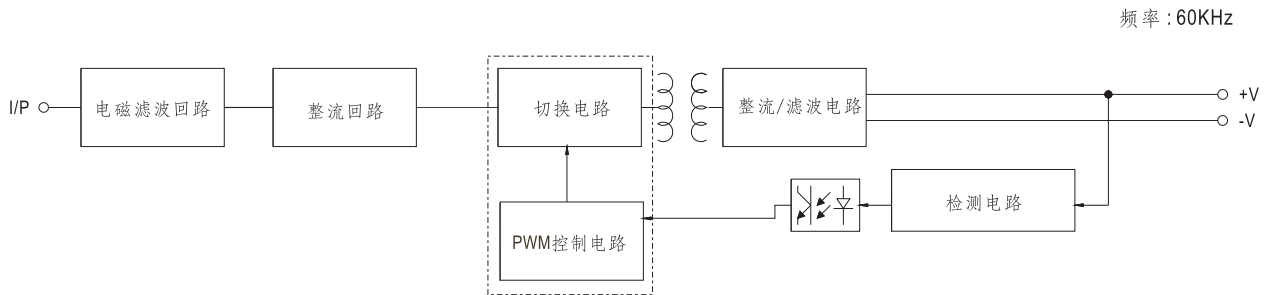 频率 : 60KHz
I/P
电磁滤波回路
整流回路
切换电路
整流/滤波电路
+V
-V
PWM控制电路
检测电路